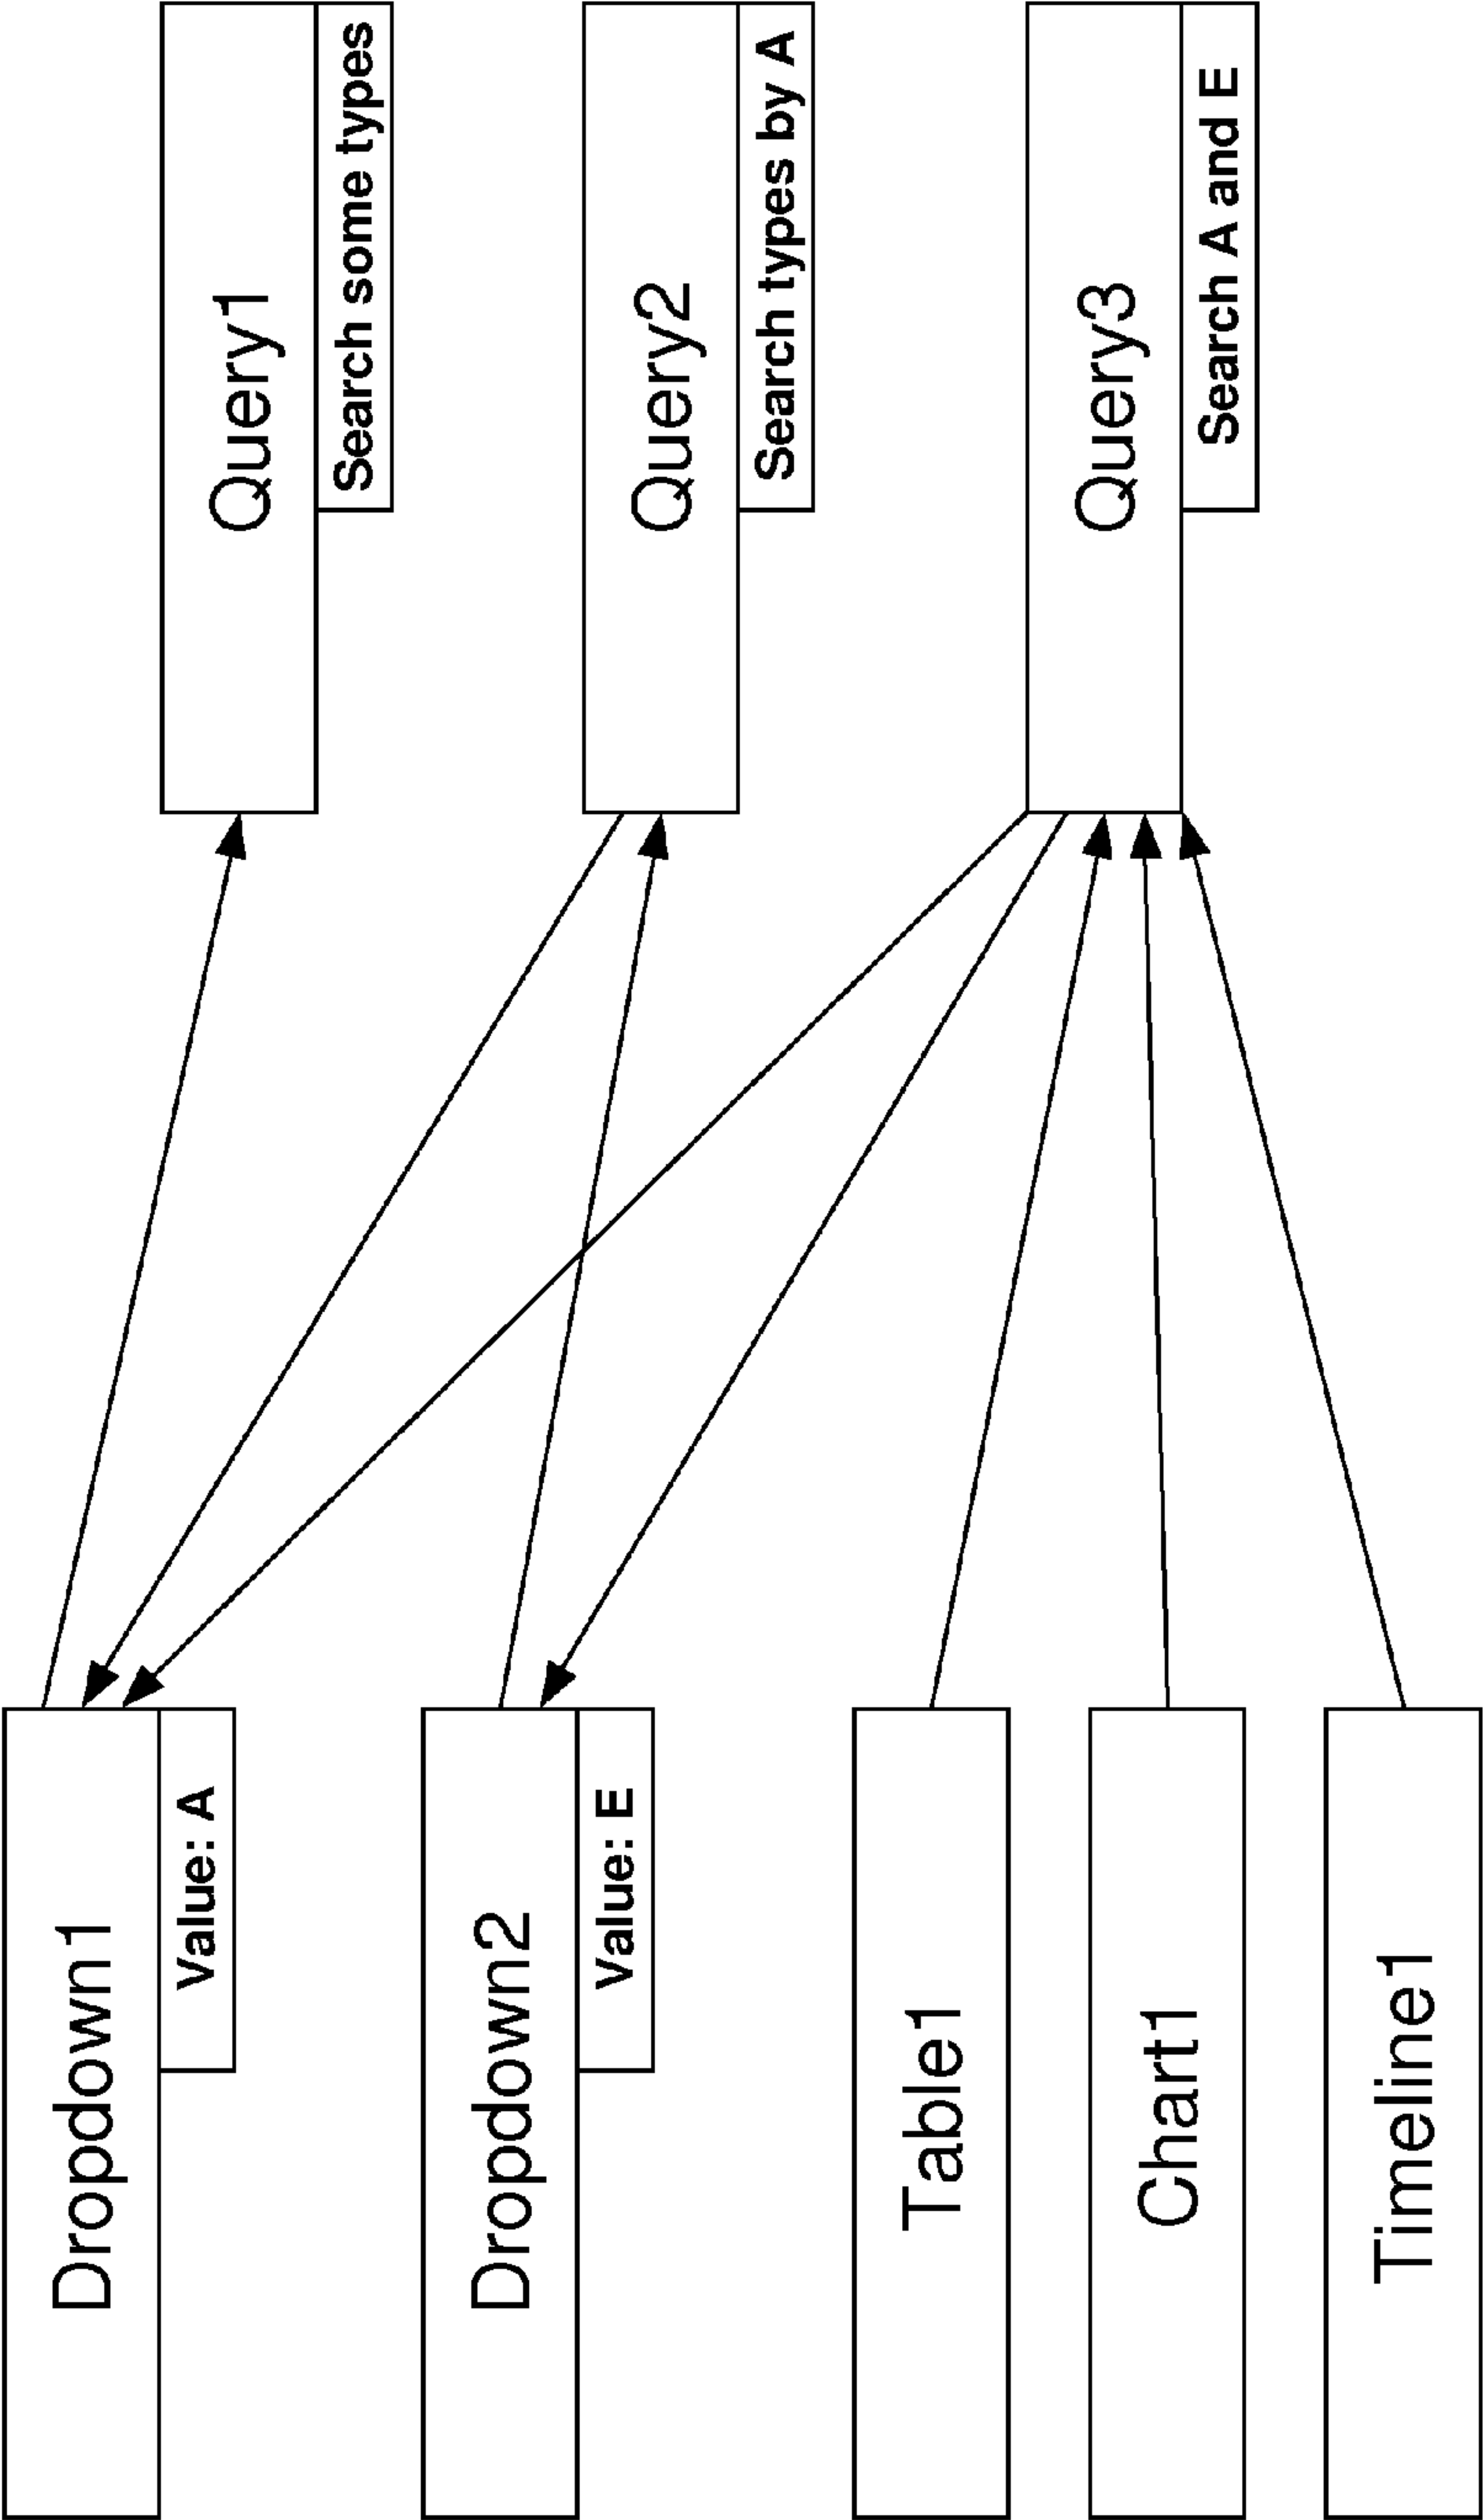 Dropdown1
Value: A
Dropdown2
Value: E
Table1
Chart1
Timeline1
Query1
Search some types
Query2
Search types by A
Query3
Search A and E